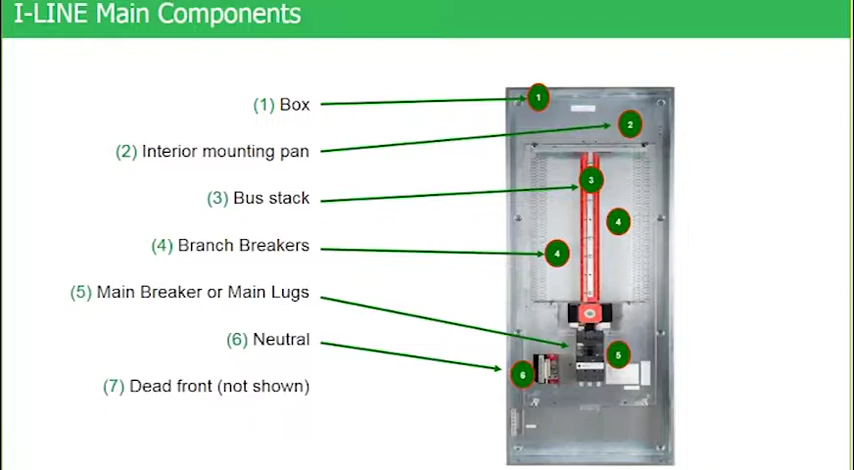 I-LINE Main Components
(1) Box
(2) Interior mounting pan
(3) Bus stack
(4) Branch Breakers
(5) Main Breaker or Main Lugs
(6) Neutral
(7) Dead front (not shown)
1
2
3
4
4
5
6